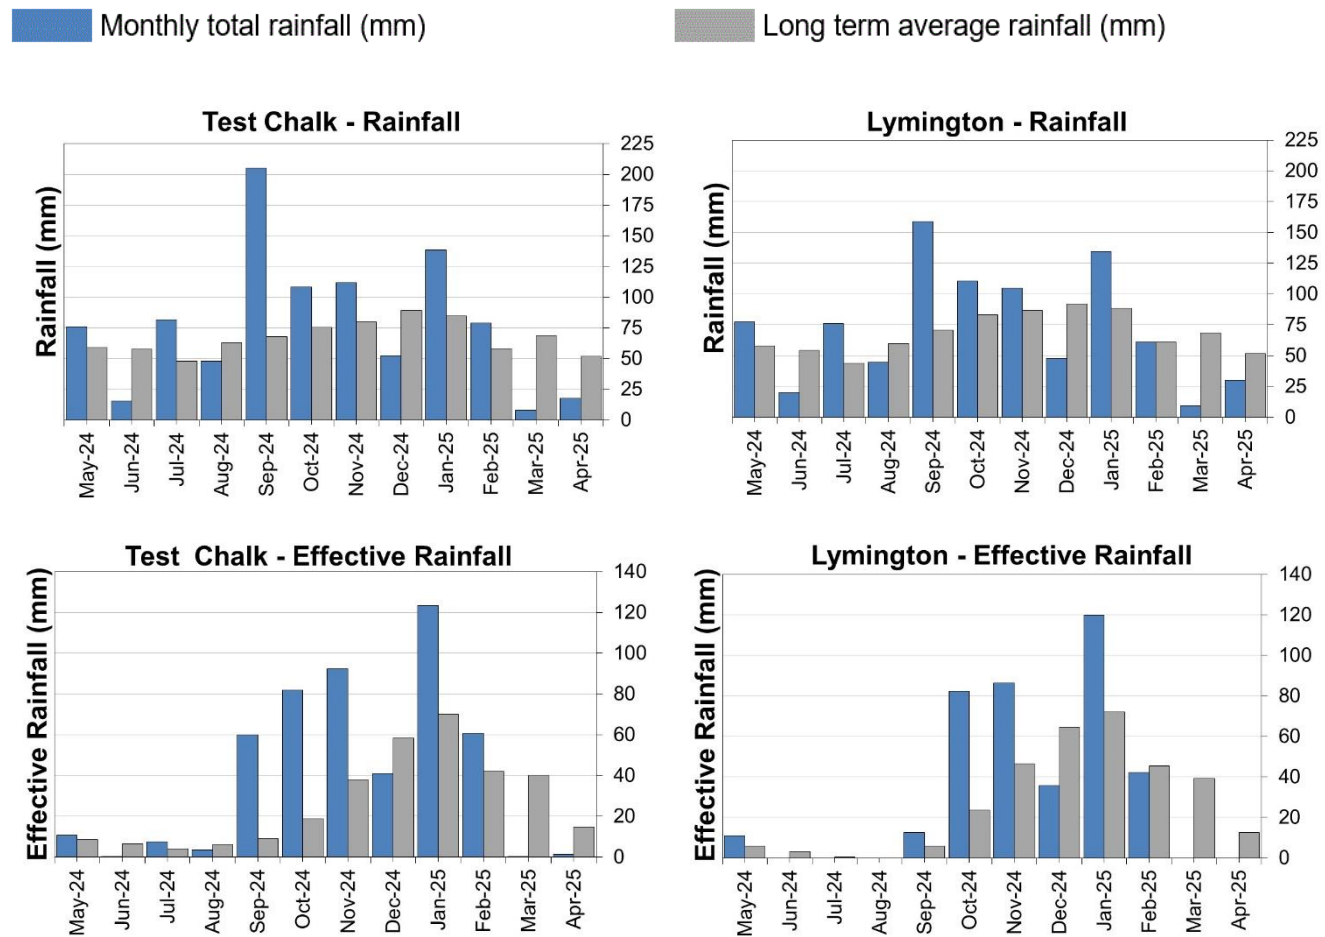 Monthly total rainfall (mm)
Long term average rainfall (mm)
Test Chalk - Rainfall
Rainfall (mm)
225
200
175
150
125
100
75
50
25
0
May-24
Jun-24
Jul-24
Aug-24
Sep-24
Oct-24
Nov-24
Dec-24
Jan-25
Feb-25
Mar-25
Apr-25
Lymington - Rainfall
Rainfall (mm)
225
200
175
150
125
100
75
50
25
0
May-24
Jun-24
Jul-24
Aug-24
Sep-24
Oct-24
Nov-24
Dec-24
Jan-25
Feb-25
Mar-25
Apr-25
Test Chalk - Effective Rainfall
Effective Rainfall (mm)
140
120
100
80
60
40
20
0
May-24
Jun-24
Jul-24
Aug-24
Sep-24
Oct-24
Nov-24
Dec-24
Jan-25
Feb-25
Mar-25
Apr-25
Lymington - Effective Rainfall
Effective Rainfall (mm)
140
120
100
80
60
40
20
0
May-24
Jun-24
Jul-24
Aug-24
Sep-24
Oct-24
Nov-24
Dec-24
Jan-25
Feb-25
Mar-25
Apr-25